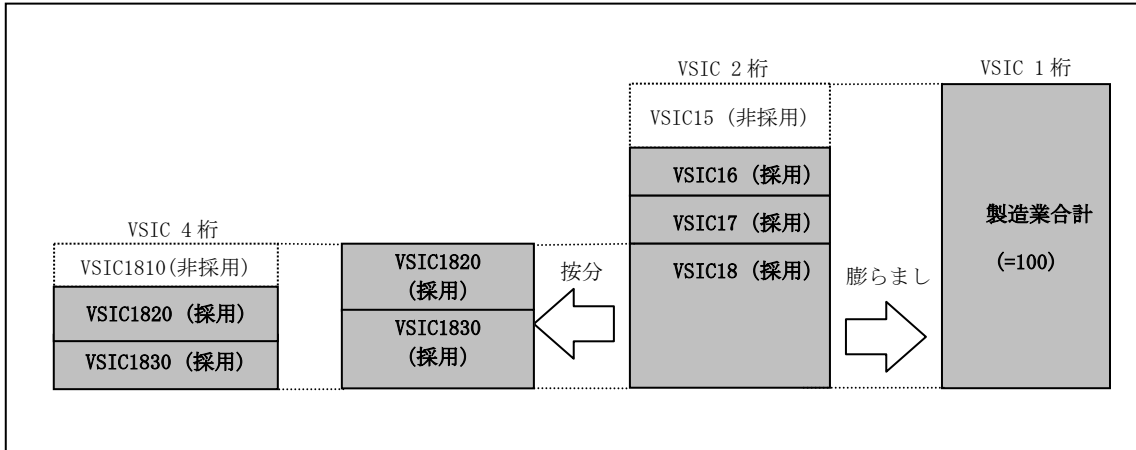 VSIC 2桁
VSIC 1桁
VSIC15 (非採用)
VSIC16 (採用)
VSIC17 (採用)
VSIC18 (採用)
製造業合計
(=100)
VSIC 4桁
VSIC1810(非採用)
VSIC1820 (採用)
VSIC1830 (採用)
VSIC1820
(採用)
VSIC1830
(採用)
按分
膨らまし